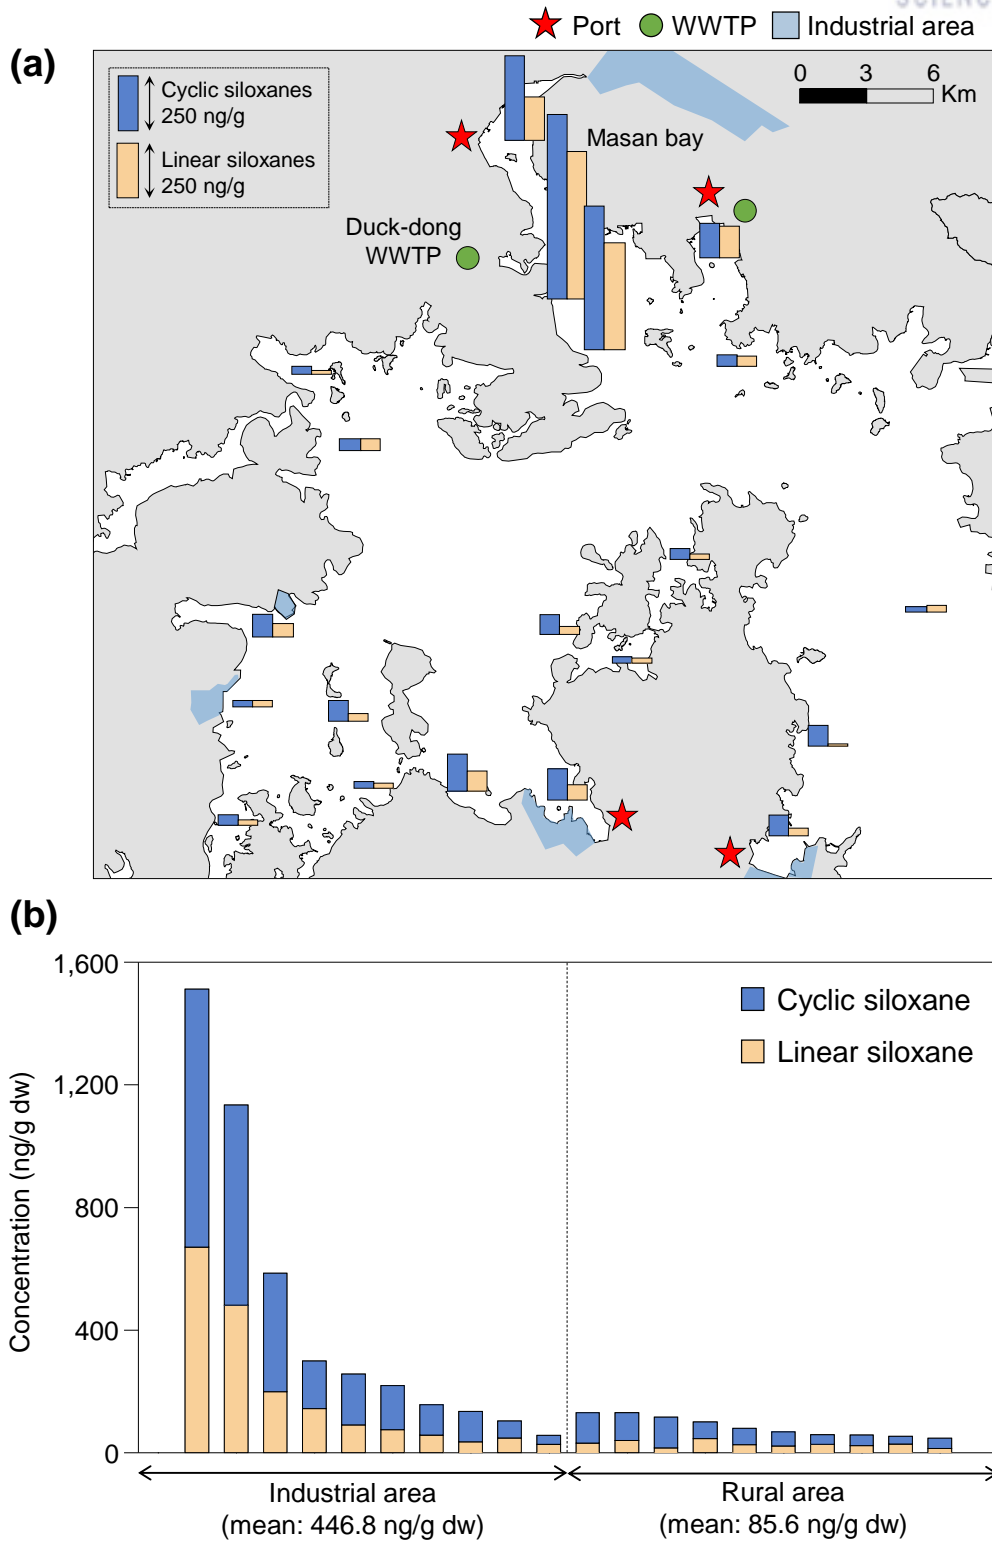 Port
WWTP
Industrial area
(a)
Cyclic siloxanes
250 ng/g
Linear siloxanes
250 ng/g
0 3 6
Km
Masan bay
Duck-dong
WWTP
(b)
Concentration (ng/g dw)
1,600
1,200
800
400
0
Cyclic siloxane
Linear siloxane
Industrial area
(mean: 446.8 ng/g dw)
Rural area
(mean: 85.6 ng/g dw)